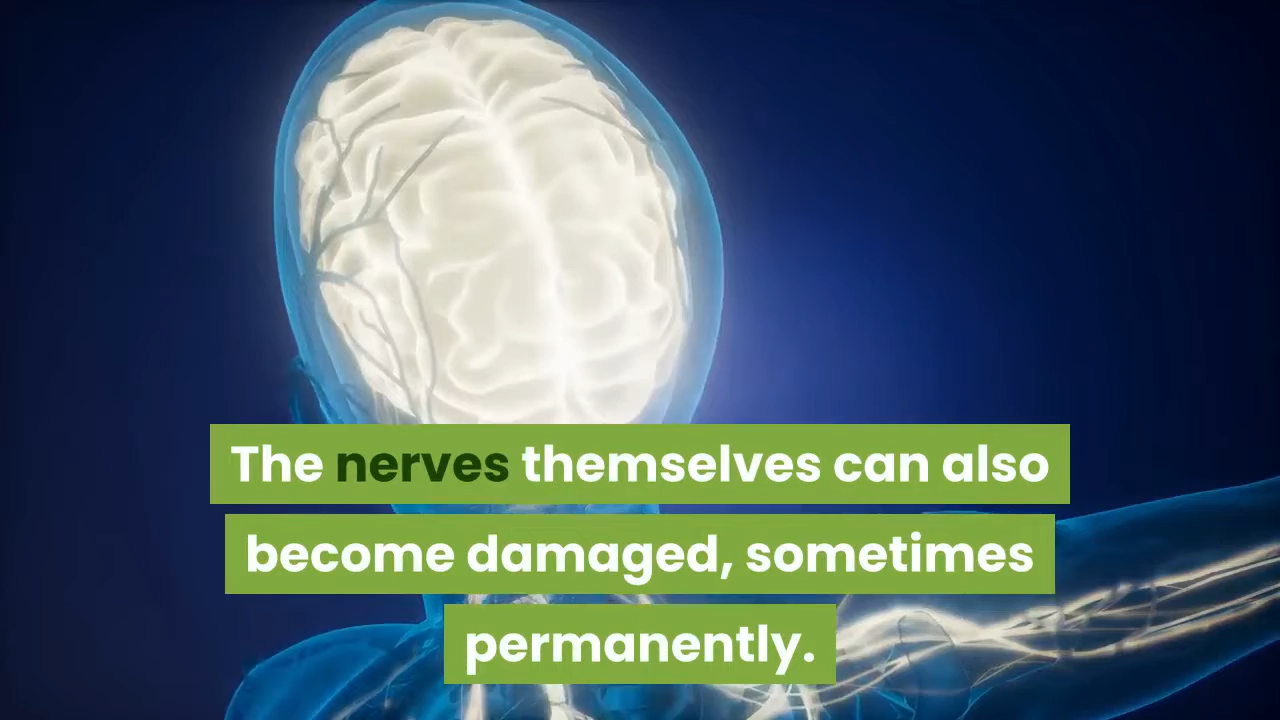 The nerves themselves can also
become damaged, sometimes
permanently.